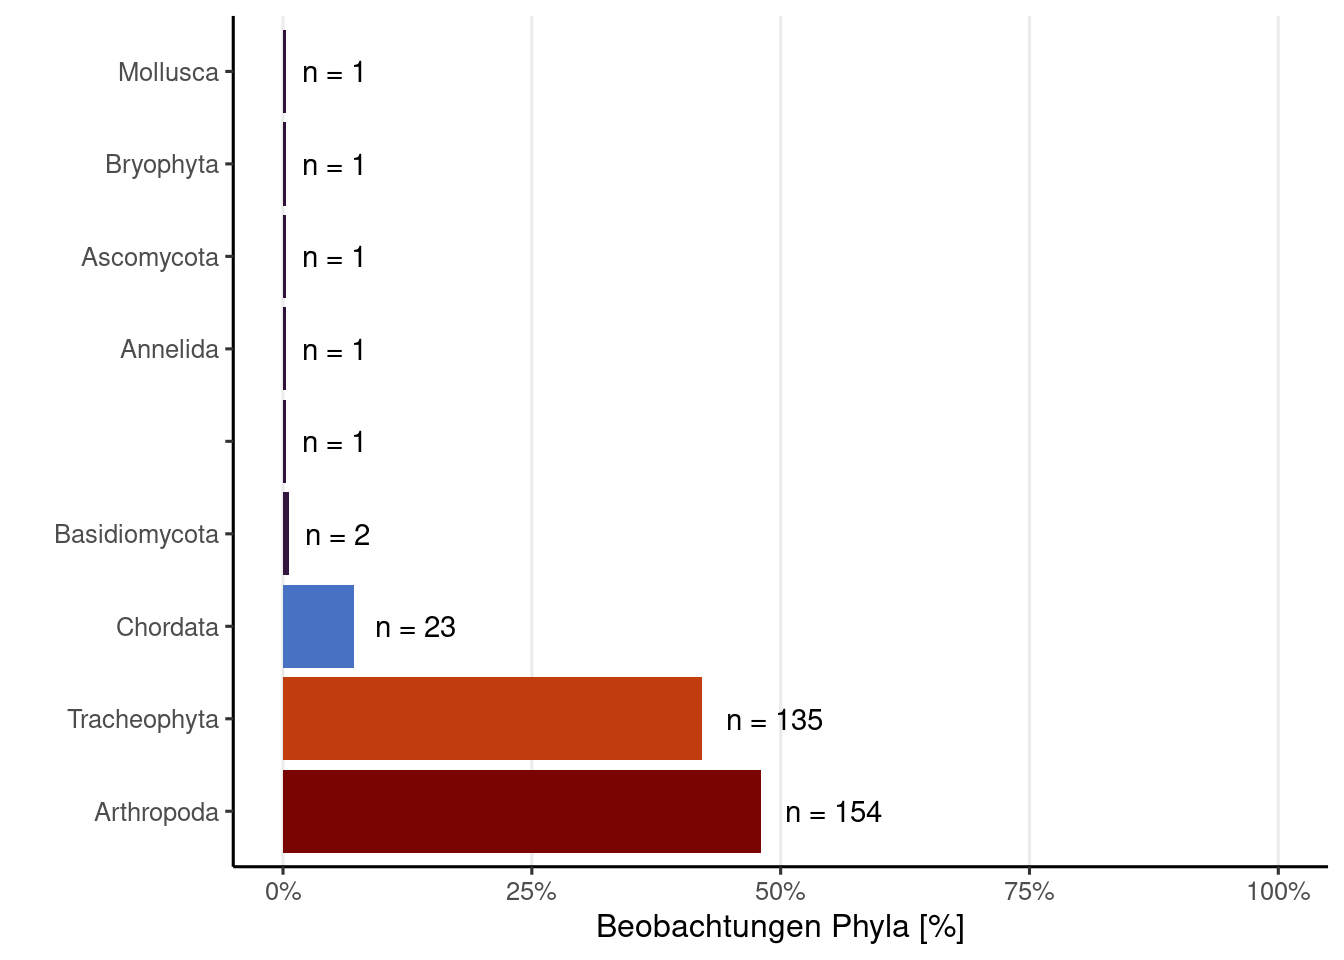 Mollusca n = 1
Bryophyta n = 1
Ascomycota n = 1
Annelida n = 1
n = 1
Basidiomycota n = 2
Chordata n = 23
Tracheophyta n = 135
Arthropoda n = 154
0% 25% 50% 75% 100%
Beobachtungen Phyla [%]